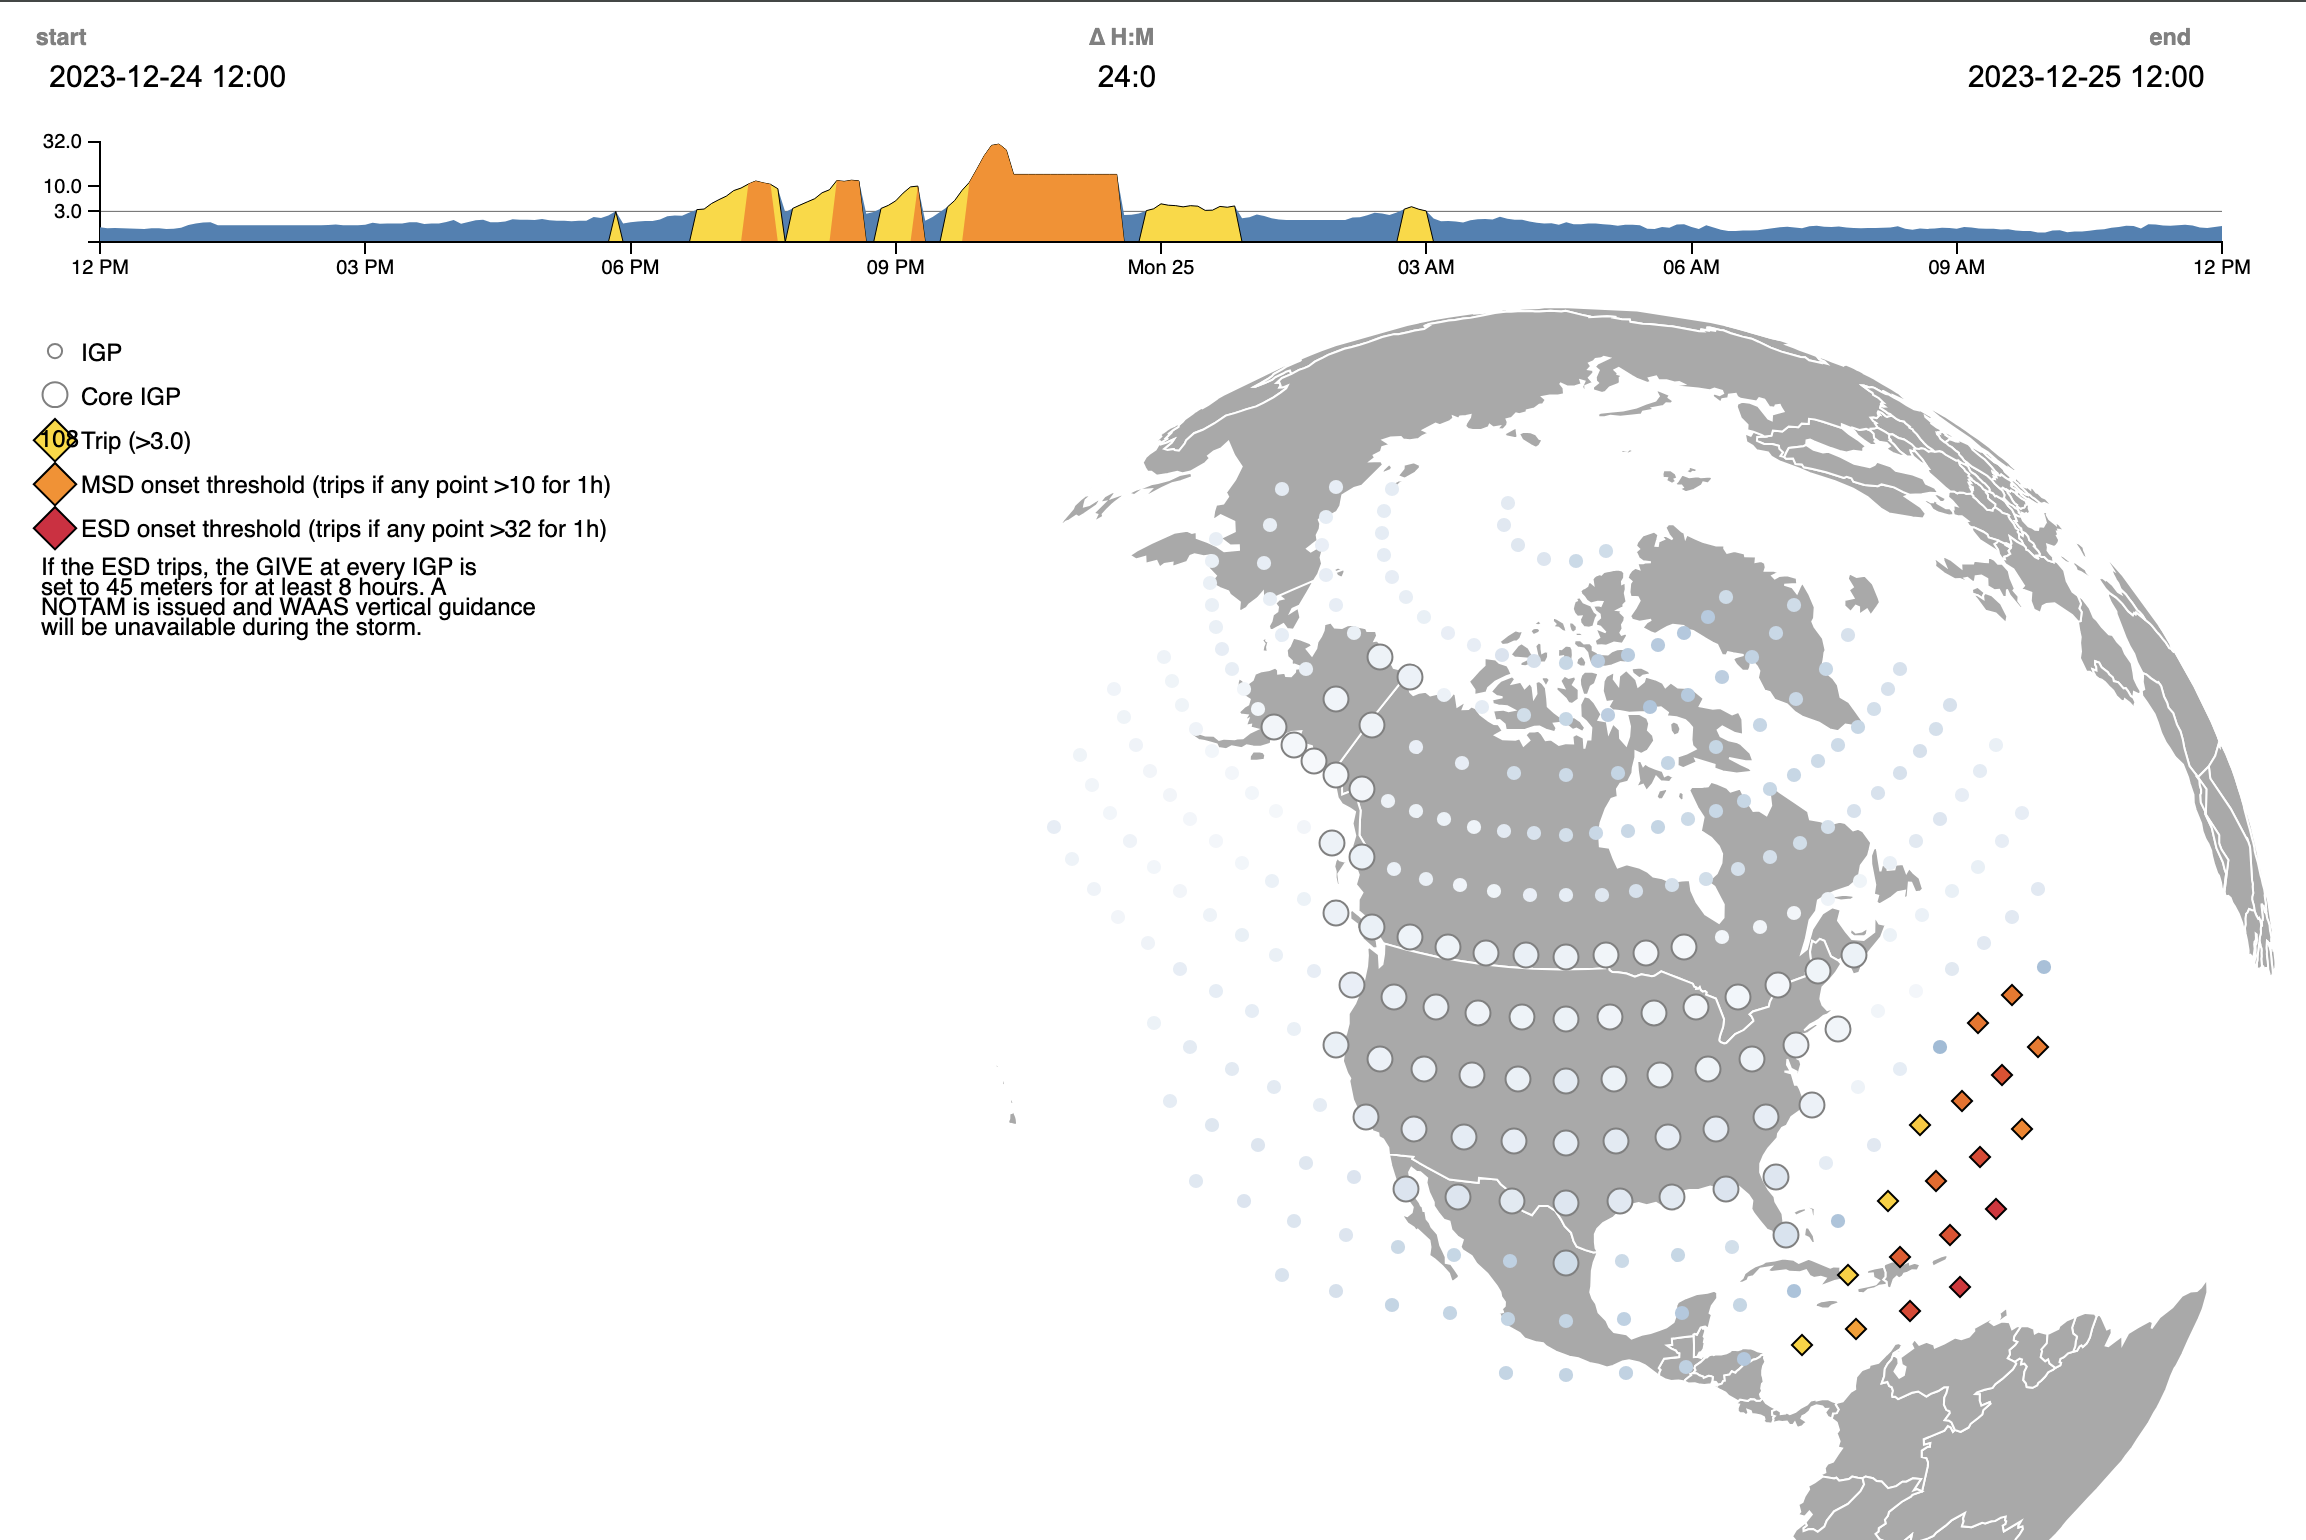 start
Δ H:M
end
2023-12-24 12:00
24:0
2023-12-25 12:00
32.0
10.0
3.0
12 PM
03 PM
06 PM
09 PM
Mon 25
03 AM
06 AM
09 AM
12 PM
IGP
Core IGP
108 Trip (>3.0)
MSD onset threshold (trips if any point >10 for 1h)
ESD onset threshold (trips if any point >32 for 1h)
If the ESD trips, the GIVE at every IGP is
set to 45 meters for at least 8 hours. A
NOTAM is issued and WAAS vertical guidance
will be unavailable during the storm.